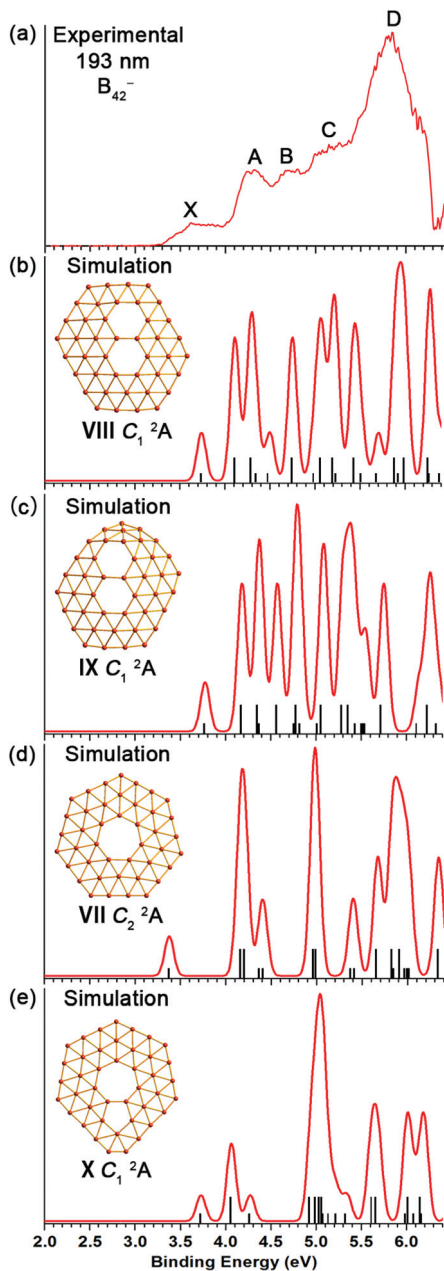 (a) Experimental
193 nm
B₄₂⁻
X
A
B
C
D
(b) Simulation
VIII C₁ ²A
(c) Simulation
IX C₁ ²A
(d) Simulation
VII C₂ ²A
(e) Simulation
X C₁ ²A
2.0 2.5 3.0 3.5 4.0 4.5 5.0 5.5 6.0
Binding Energy (eV)